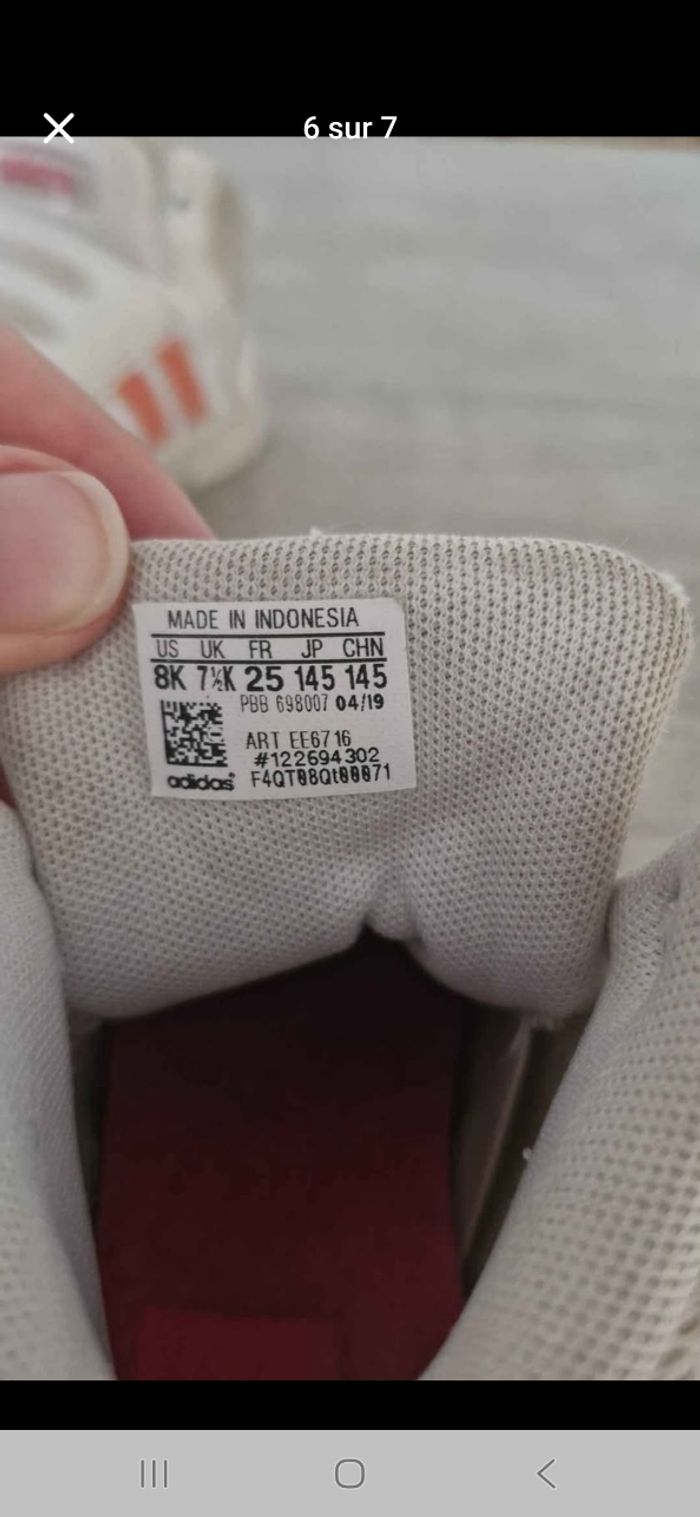 6 sur 7
MADE IN INDONESIA
US UK FR JP CHN
8K 7½K 25 145 145
PBB 698007 04/19
ART EE6716
#122694302
adidas F4QT08Qt00071